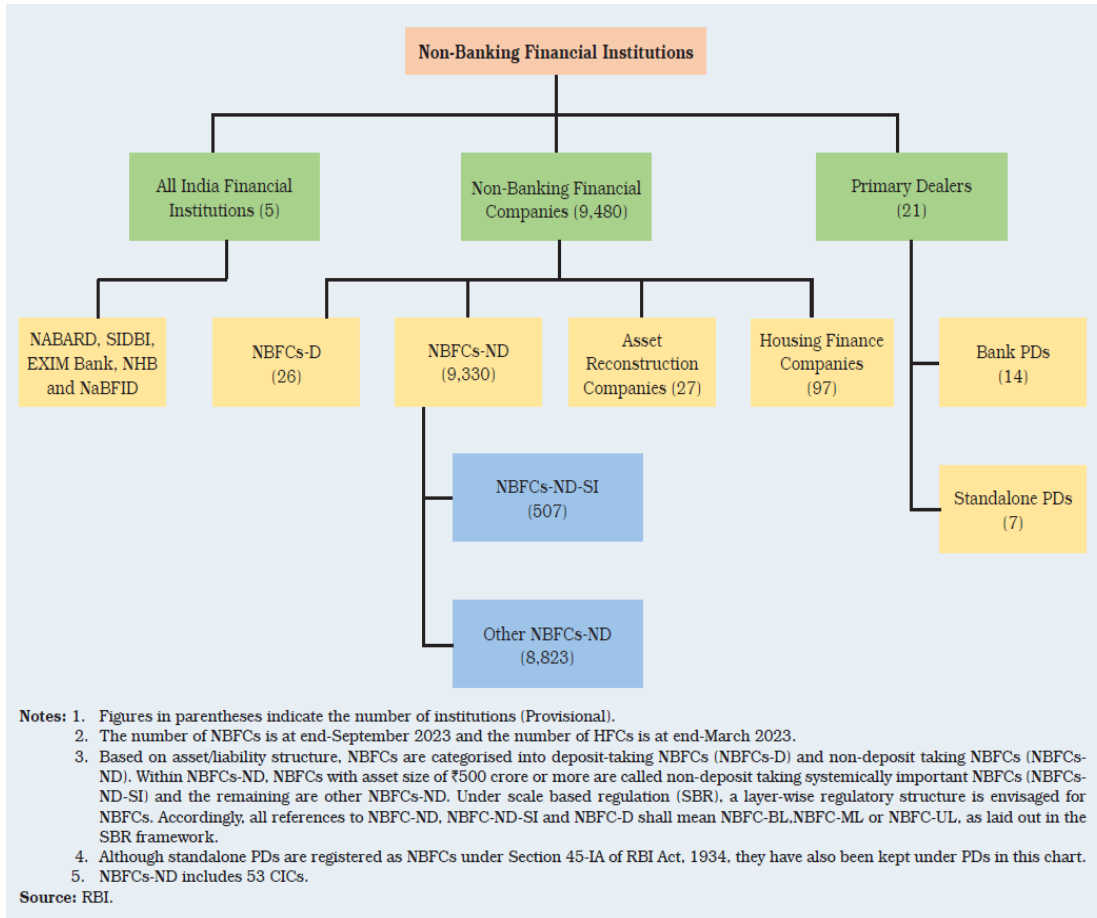 Non-Banking Financial Institutions
All India Financial
Institutions (5)
Non-Banking Financial
Companies (9,480)
Primary Dealers
(21)
NABARD, SIDBI,
EXIM Bank, NHB
and NaBFID
NBFCs-D
(26)
NBFCs-ND
(9,330)
Asset
Reconstruction
Companies (27)
Housing Finance
Companies
(97)
Bank PDs
(14)
NBFCs-ND-SI
(507)
Standalone PDs
(7)
Other NBFCs-ND
(8,823)
Notes: 1. Figures in parentheses indicate the number of institutions (Provisional).
2. The number of NBFCs is at end-September 2023 and the number of HFCs is at end-March 2023.
3. Based on asset/liability structure, NBFCs are categorised into deposit-taking NBFCs (NBFCs-D) and non-deposit taking NBFCs (NBFCs-
ND). Within NBFCs-ND, NBFCs with asset size of ₹500 crore or more are called non-deposit taking systemically important NBFCs (NBFCs-
ND-SI) and the remaining are other NBFCs-ND. Under scale based regulation (SBR), a layer-wise regulatory structure is envisaged for
NBFCs. Accordingly, all references to NBFC-ND, NBFC-ND-SI and NBFC-D shall mean NBFC-BL,NBFC-ML or NBFC-UL, as laid out in the
SBR framework.
4. Although standalone PDs are registered as NBFCs under Section 45-IA of RBI Act, 1934, they have also been kept under PDs in this chart.
5. NBFCs-ND includes 53 CICs.
Source: RBI.